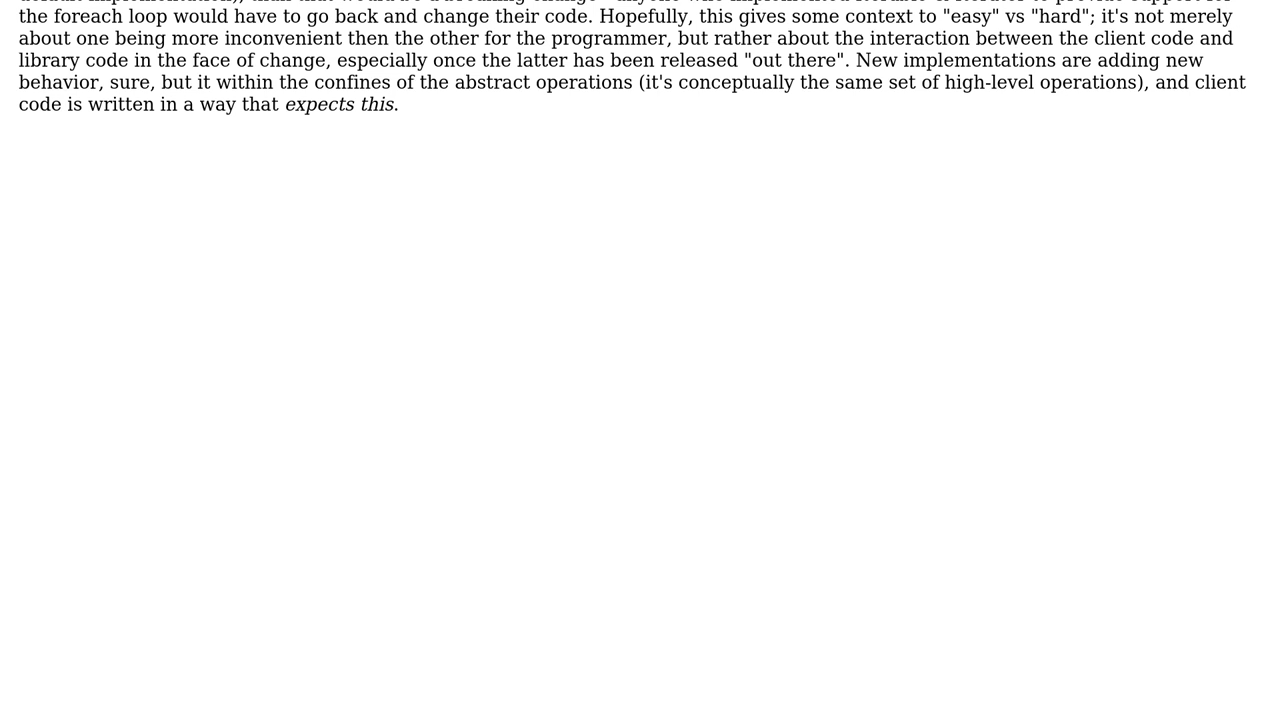 the foreach loop would have to go back and change their code. Hopefully, this gives some context to "easy" vs "hard"; it's not merely
about one being more inconvenient then the other for the programmer, but rather about the interaction between the client code and
library code in the face of change, especially once the latter has been released "out there". New implementations are adding new
behavior, sure, but it within the confines of the abstract operations (it's conceptually the same set of high-level operations), and client
code is written in a way that expects this.